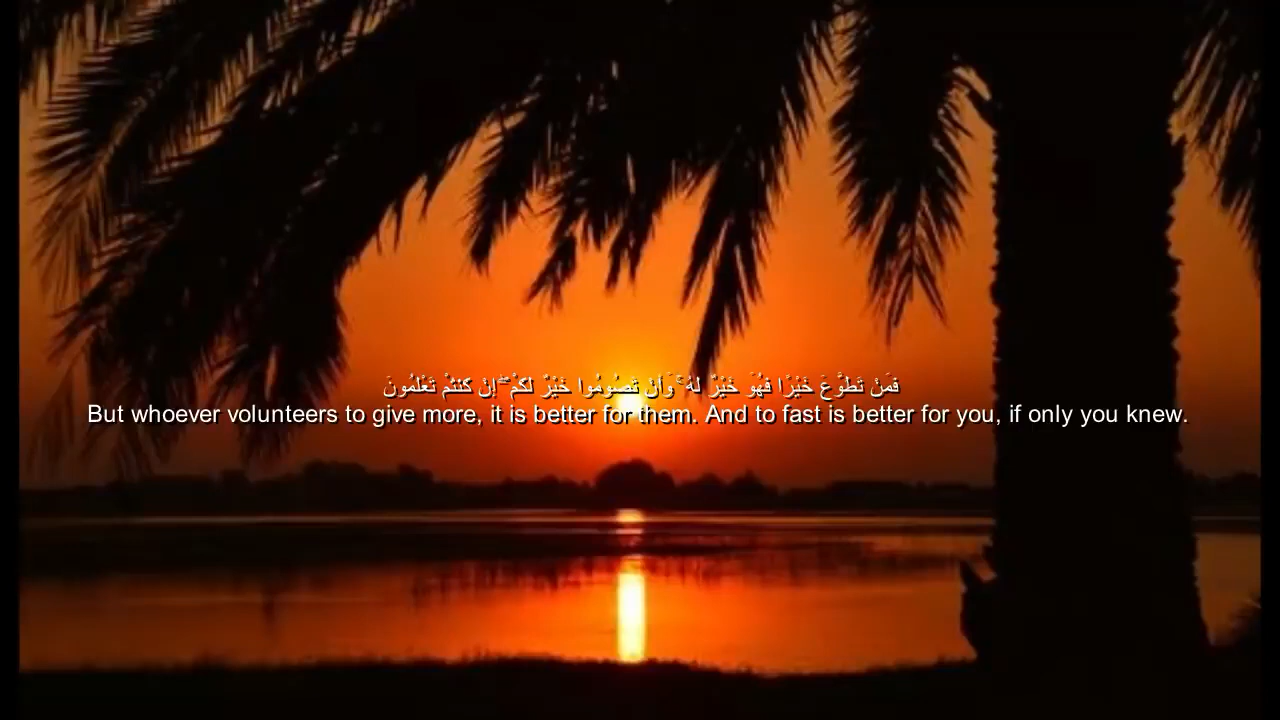 فَمَنْ تَطَوَّعَ خَيْرًا فَهُوَ خَيْرٌ لَهُ ۚ وَأَنْ تَصُومُوا خَيْرٌ لَكُمْ ۖ إِنْ كُنْتُمْ تَعْلَمُونَ
But whoever volunteers to give more, it is better for them. And to fast is better for you, if only you knew.